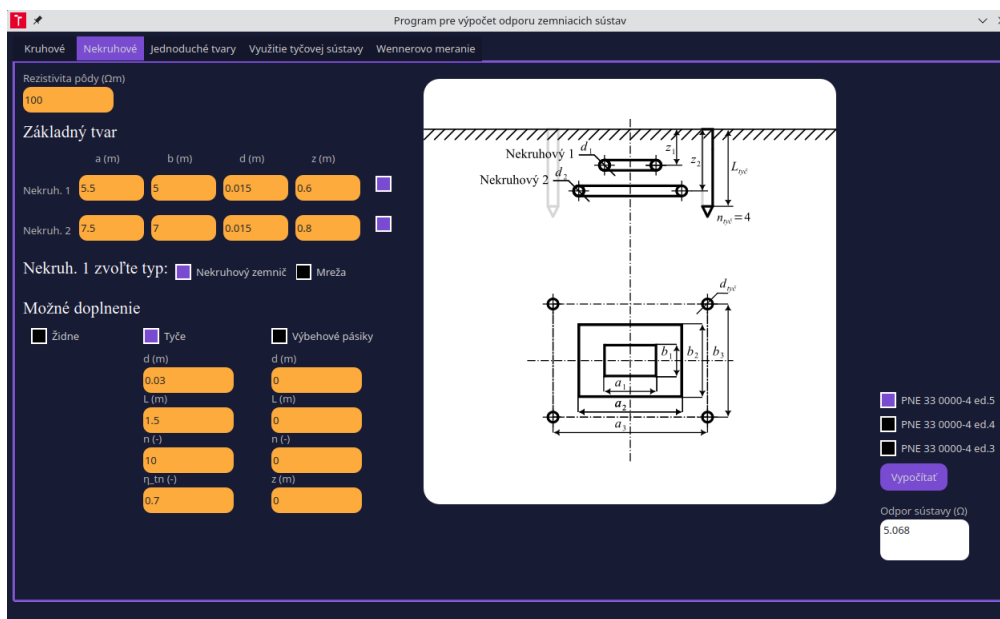 Program pre výpočet odporu zemniacich sústav
Kruhové Nekruhové Jednoduché tvary Využitie tyčovej sústavy Wennerovo meranie
Rezistivita pôdy (Ωm)
100
Základný tvar
a (m) b (m) d (m) z (m)
Nekruh. 1 5.5 5 0.015 0.6
Nekruh. 2 7.5 7 0.015 0.8
Nekruh. 1 zvoľte typ: Nekruhový zemnič Mreža
Možné doplnenie
Židne Tyče Výbehové pásiky
d (m) d (m)
0.03 0
L (m) L (m)
1.5 0
n (-) n (-)
10 0
η_tn (-) z (m)
0.7 0
Nekruhový 1 d1 z1
Nekruhový 2 d2 z2 Ltyč
ntyč=4
dtyč
b1 b2 b3
a1
a2
a3
PNE 33 0000-4 ed.5
PNE 33 0000-4 ed.4
PNE 33 0000-4 ed.3
Vypočítať
Odpor sústavy (Ω)
5.068